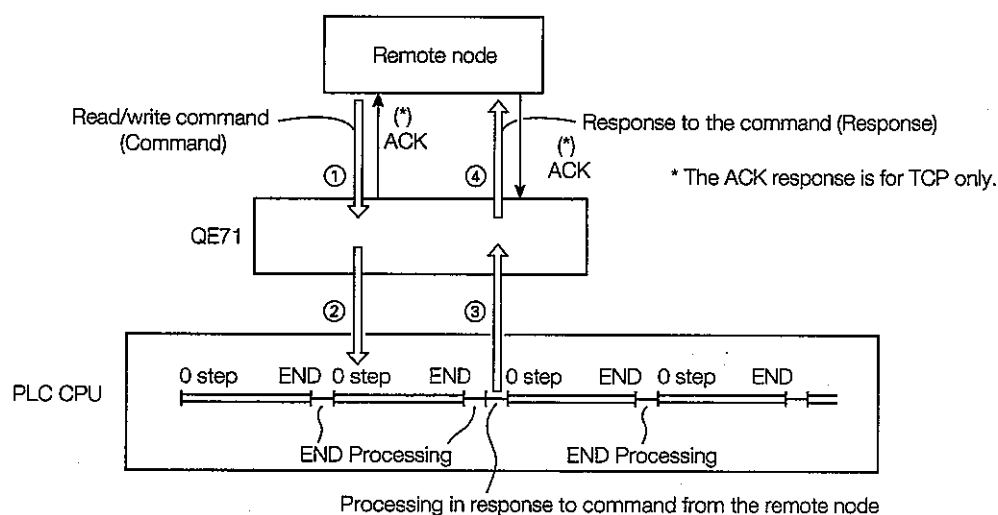 Remote node
Read/write command
(Command)
(*)
ACK
Response to the command (Response)
(*)
ACK
* The ACK response is for TCP only.
①
④
QE71
②
③
PLC CPU
0 step
END
0 step
END
0 step
END
0 step
END
END Processing
END Processing
Processing in response to command from the remote node